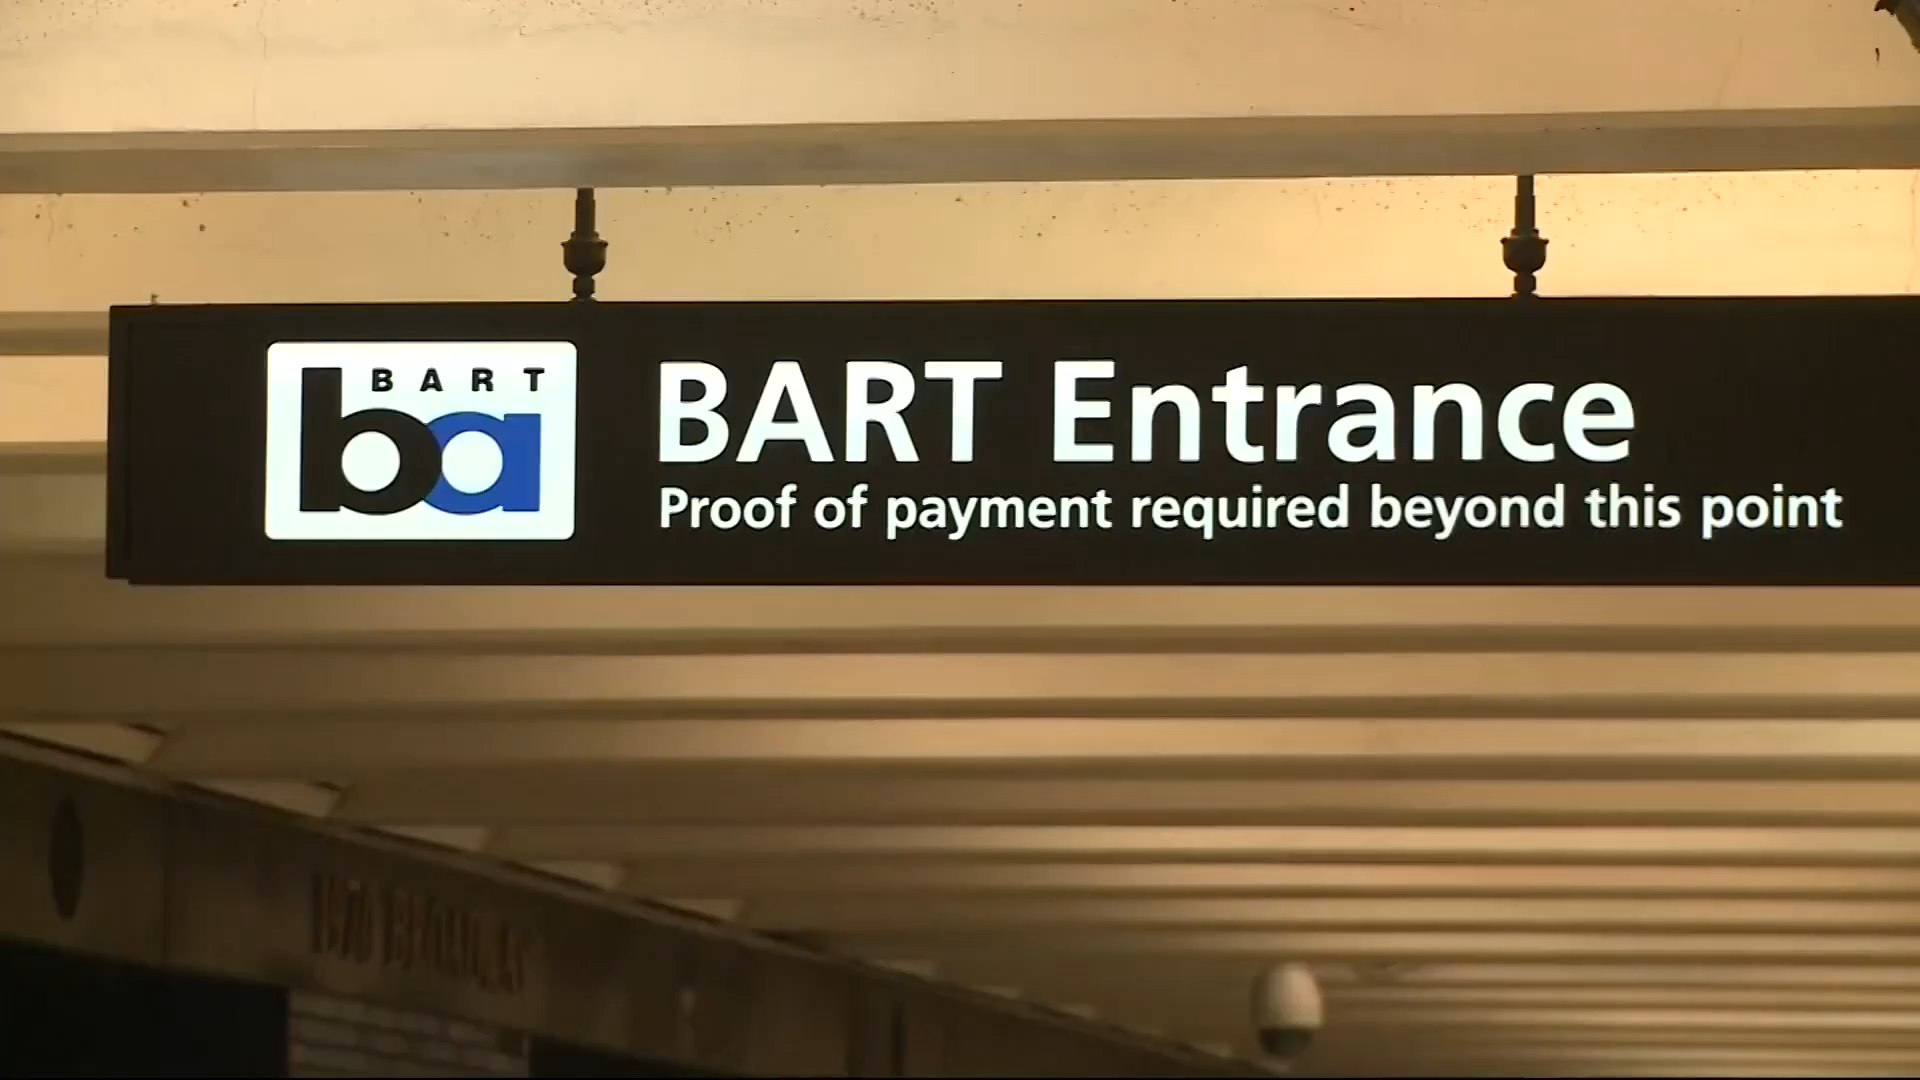 BART
ba
BART Entrance
Proof of payment required beyond this point